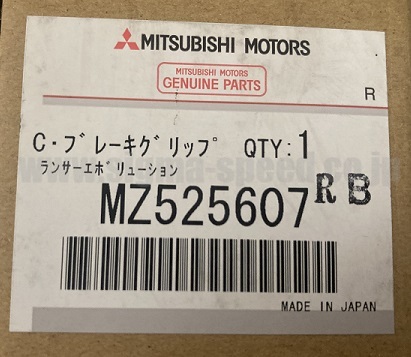 MITSUBISHI MOTORS
MITSUBISHI MOTORS
GENUINE PARTS
R
C・ブレーキグリップ QTY:1
ランサーエボリューション
MZ525607 RB
MADE IN JAPAN